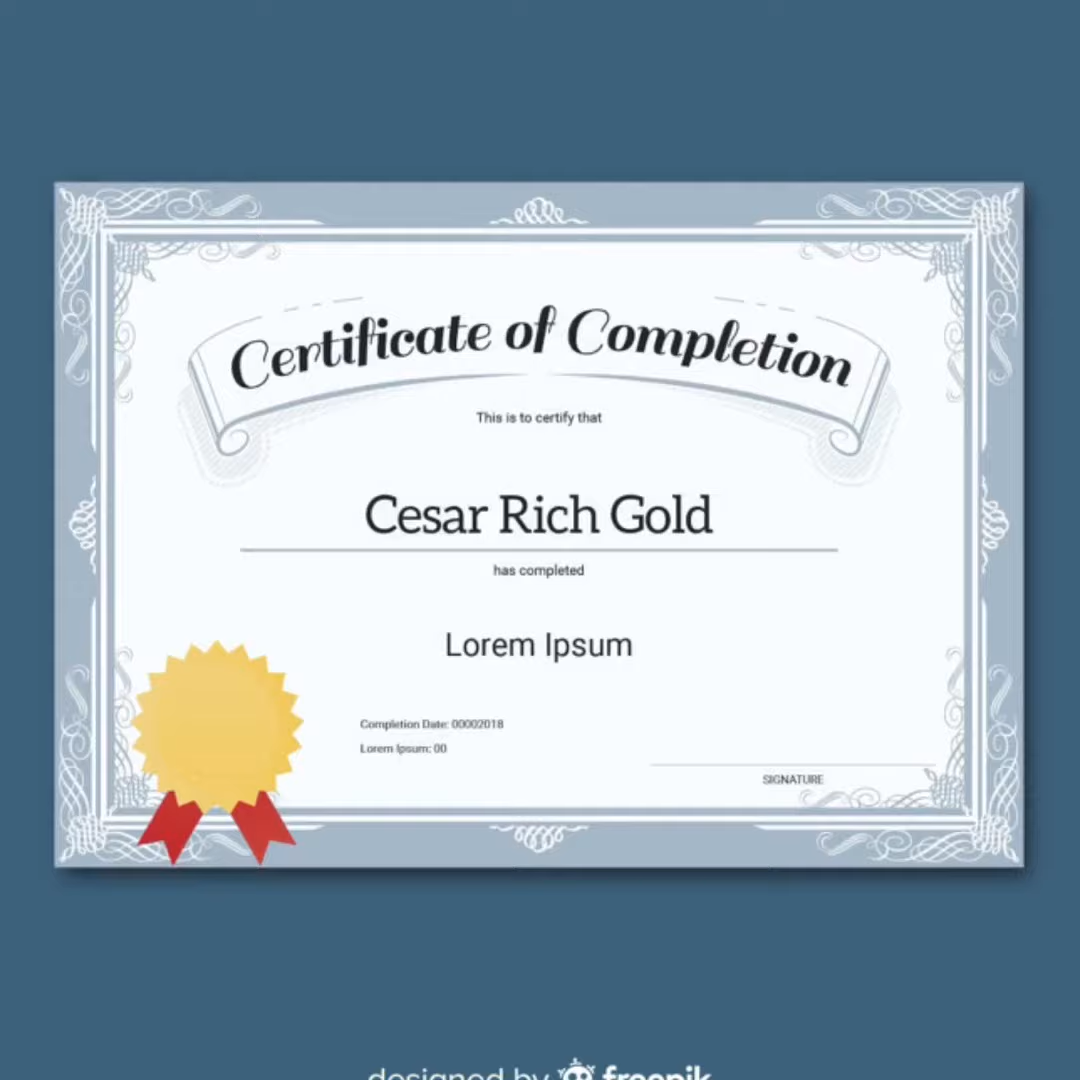 Certificate of Completion
This is to certify that
Cesar Rich Gold
has completed
Lorem Ipsum
Completion Date: 00002018
Lorem Ipsum: 00
SIGNATURE
designed by freepik